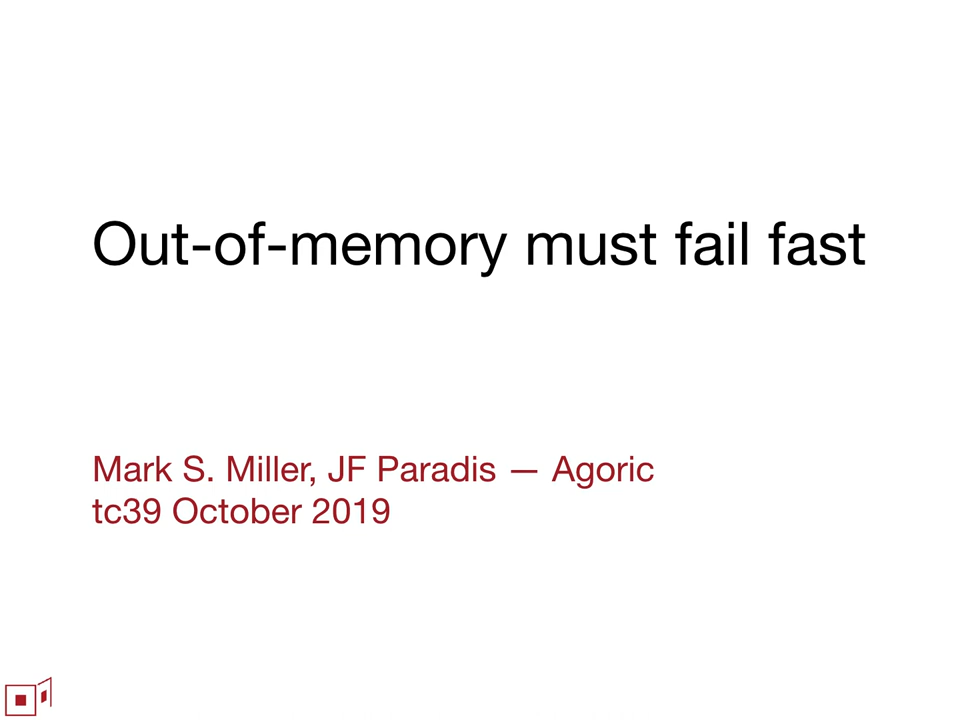 Out-of-memory must fail fast
Mark S. Miller, JF Paradis — Agoric
tc39 October 2019